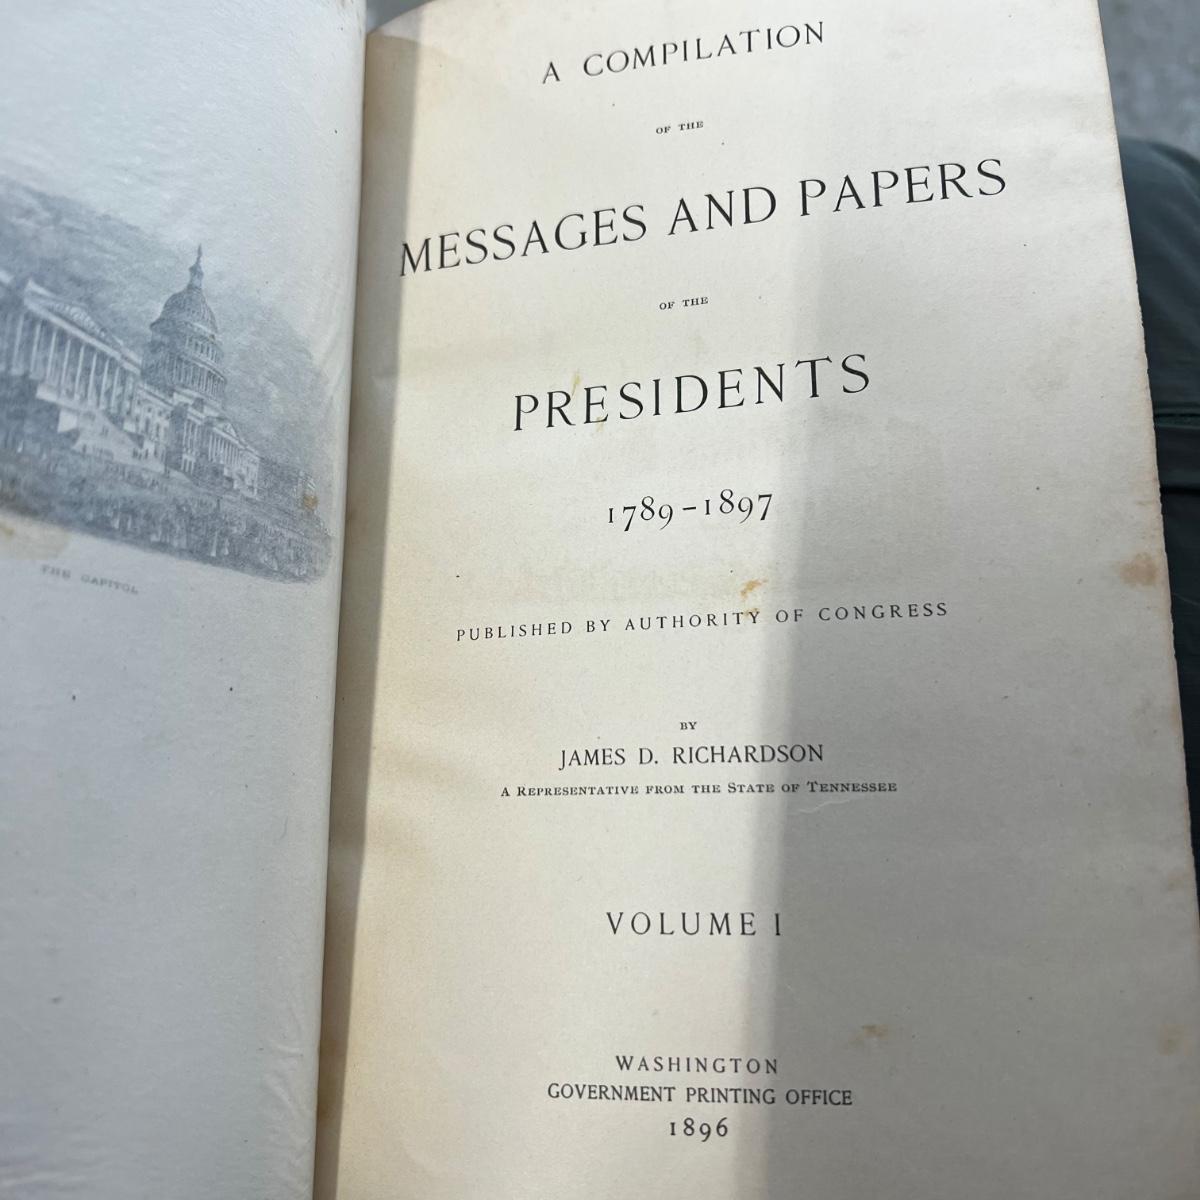 THE CAPITOL
A COMPILATION
OF THE
MESSAGES AND PAPERS
OF THE
PRESIDENTS
1789-1897
PUBLISHED BY AUTHORITY OF CONGRESS
BY
JAMES D. RICHARDSON
A REPRESENTATIVE FROM THE STATE OF TENNESSEE
VOLUME I
WASHINGTON
GOVERNMENT PRINTING OFFICE
1896